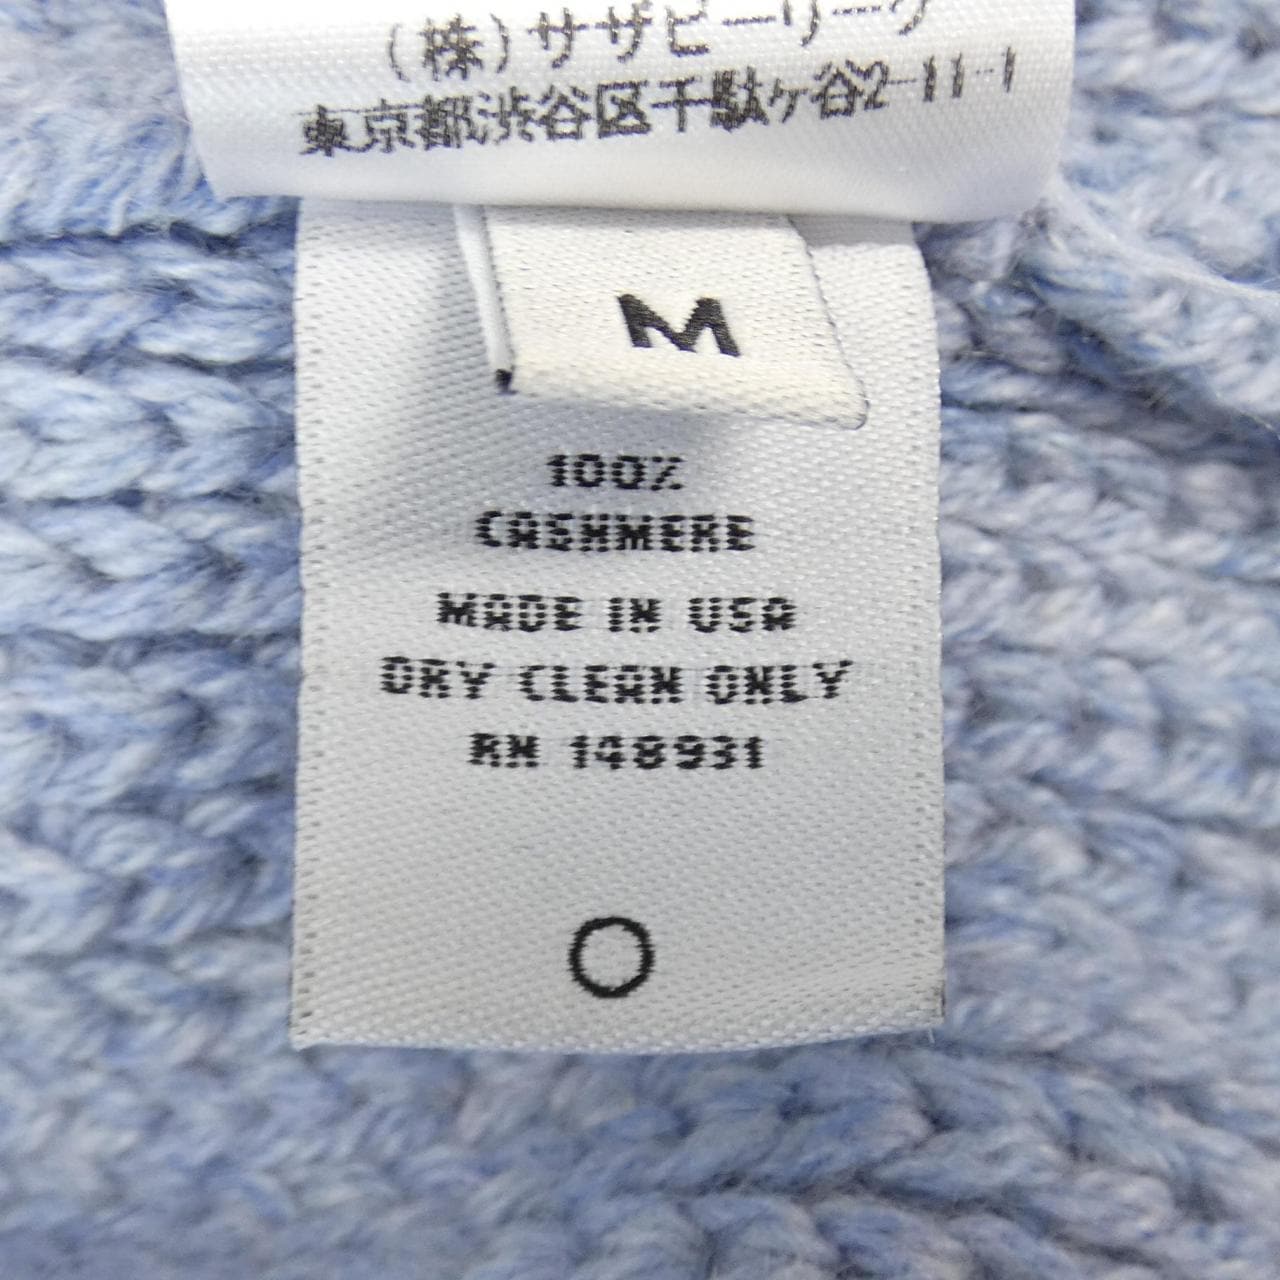 (株)サザビーリーグ
東京都渋谷区千駄ヶ谷2-11-1
M
100%
CASHMERE
MADE IN USA
DRY CLEAN ONLY
RN 148931